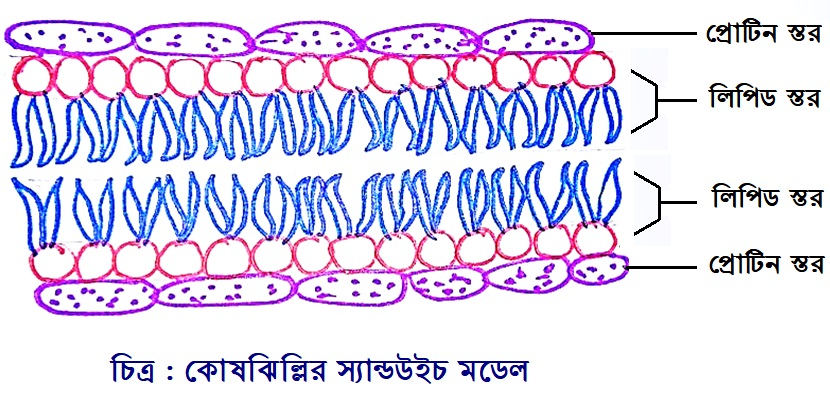 প্রোটিন স্তর
লিপিড স্তর
লিপিড স্তর
প্রোটিন স্তর
চিত্র : কোষঝিল্লির স্যান্ডউইচ মডেল